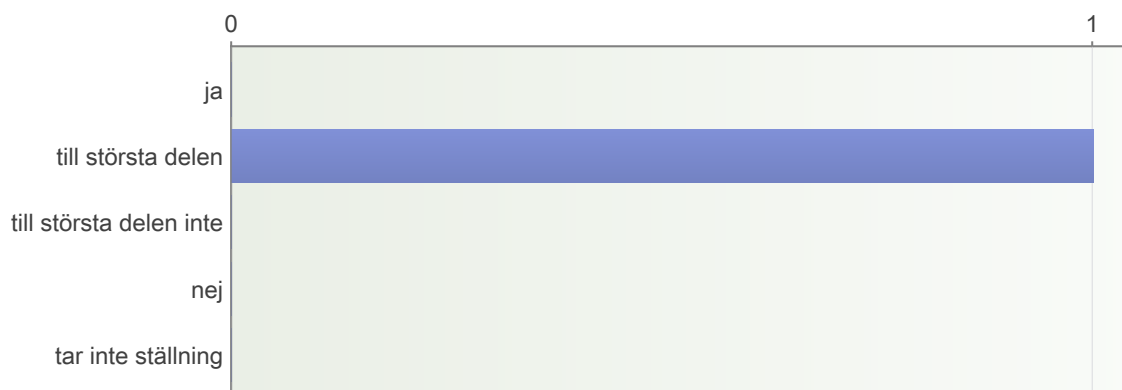 0 1
ja
till största delen
till största delen inte
nej
tar inte ställning